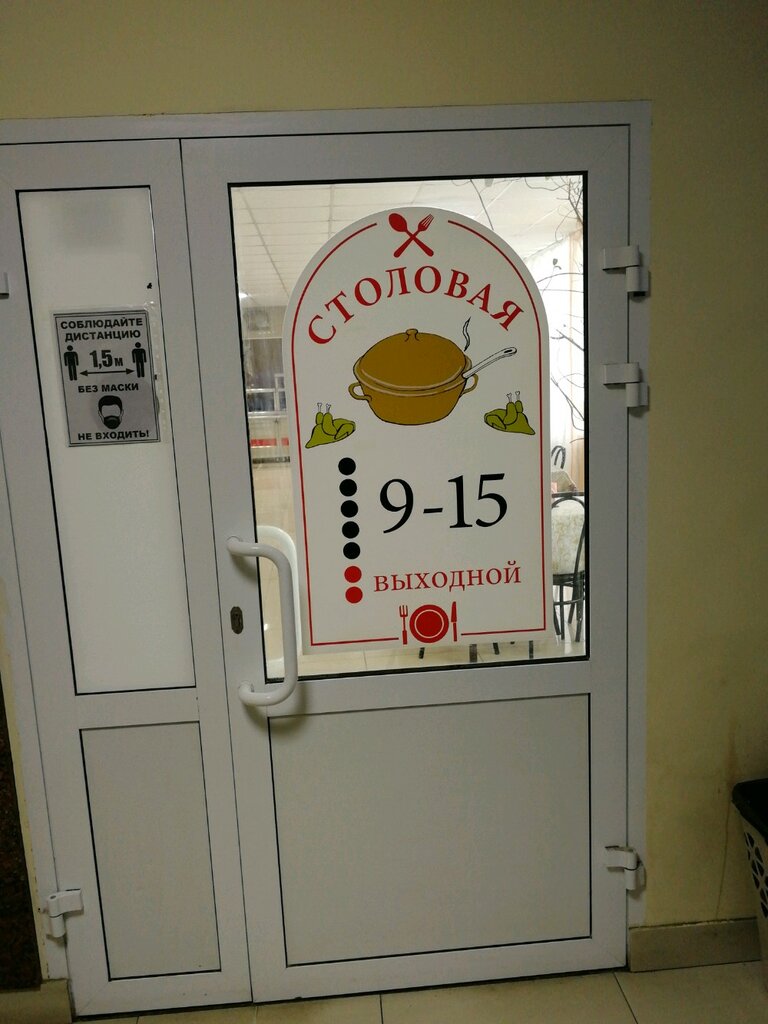 СОБЛЮДАЙТЕ
ДИСТАНЦИЮ
1,5м
БЕЗ МАСКИ
НЕ ВХОДИТЬ!
СТОЛОВАЯ
9-15
ВЫХОДНОЙ